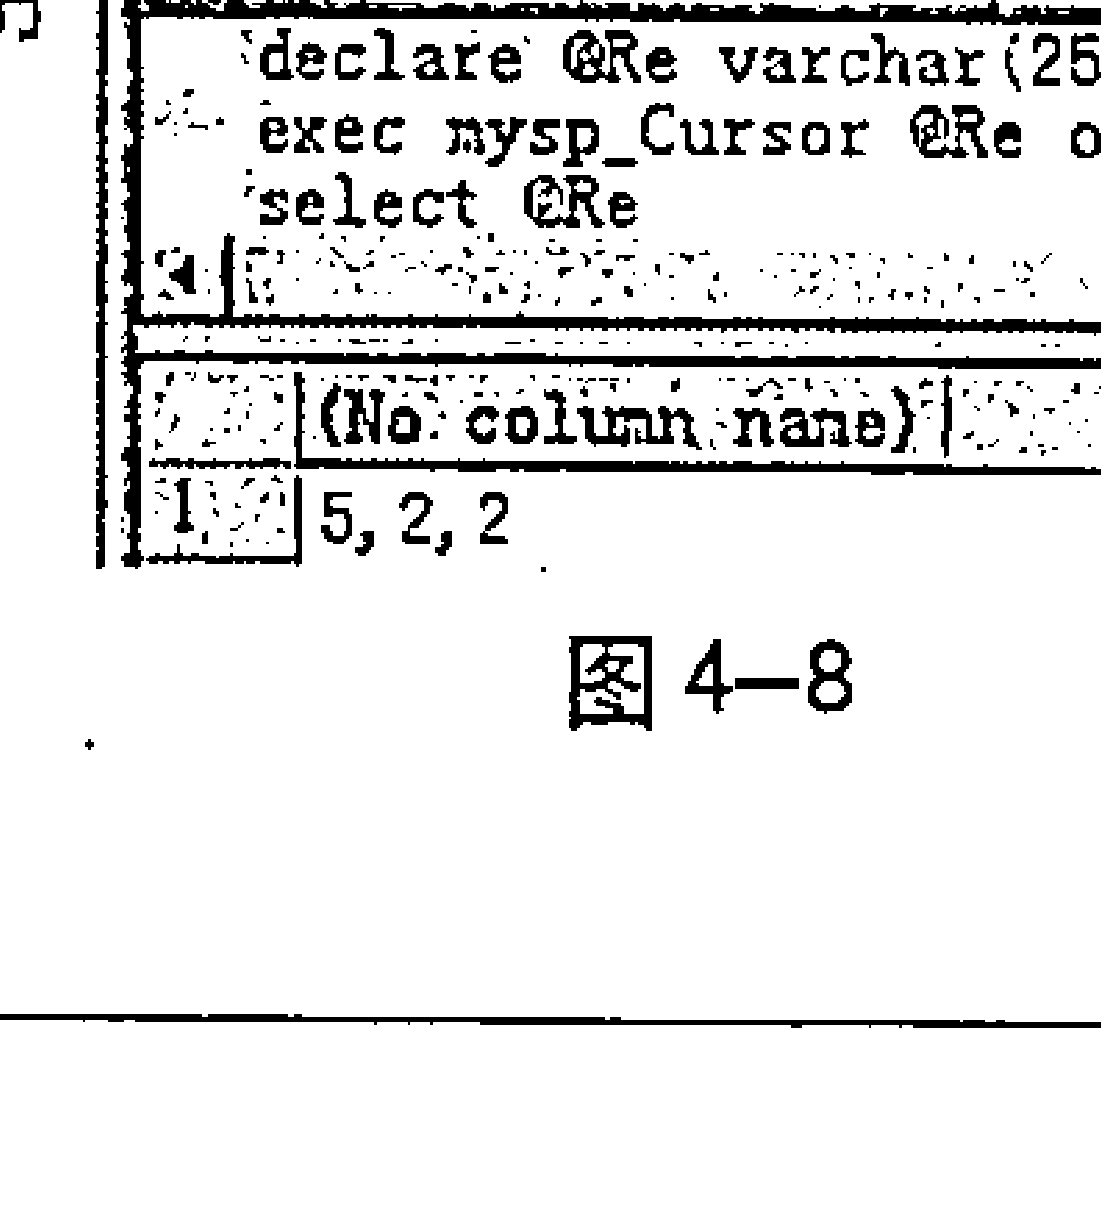 declare @Re varchar(25
exec mysp_Cursor @Re o
select @Re
(No column name)
1 5,2,2
图 4-8